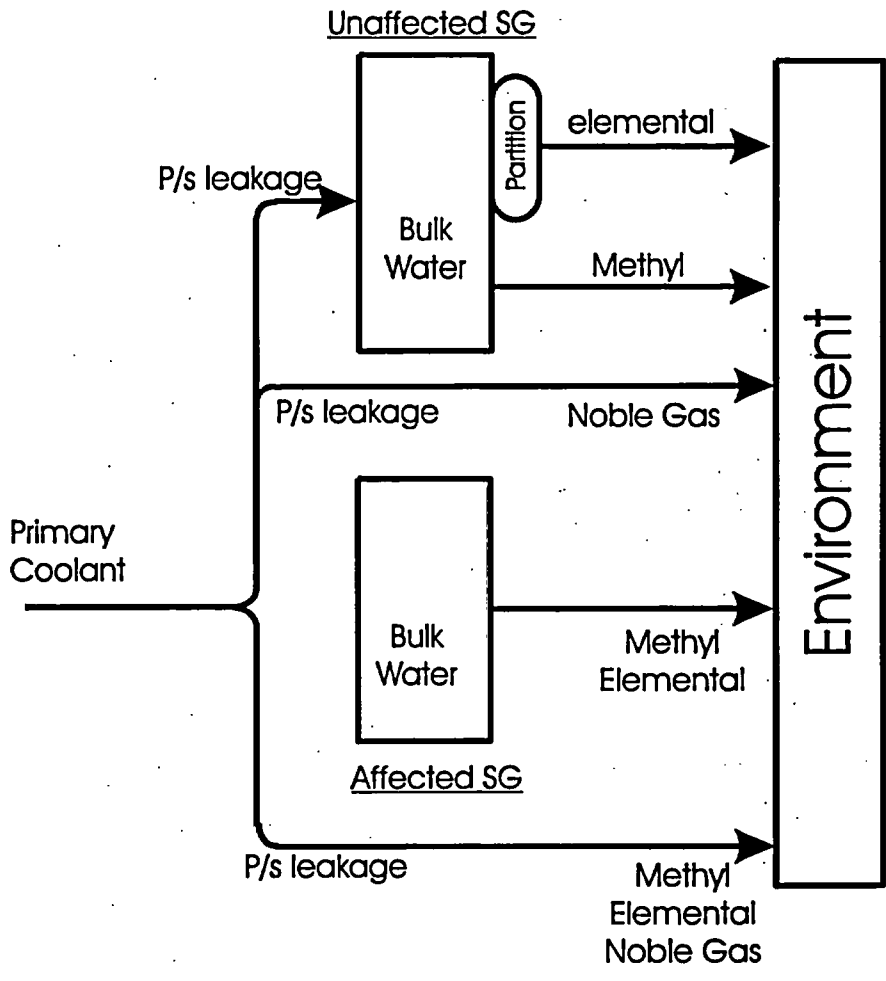 Unaffected SG
Partition
elemental
P/s leakage
Bulk
Water
Methyl
P/s leakage
Noble Gas
Environment
Primary
Coolant
Bulk
Water
Methyl
Elemental
Affected SG
P/s leakage
Methyl
Elemental
Noble Gas